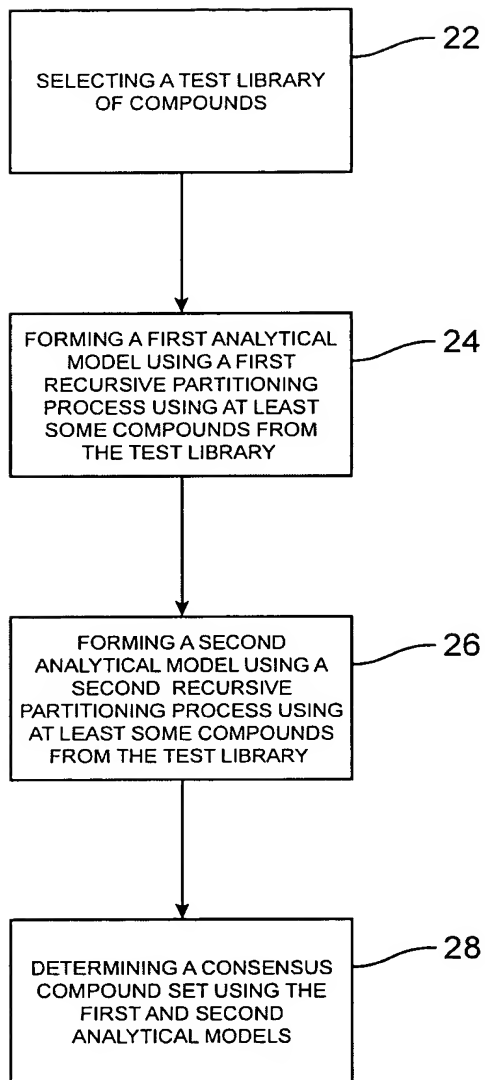 22
SELECTING A TEST LIBRARY
OF COMPOUNDS
24
FORMING A FIRST ANALYTICAL
MODEL USING A FIRST
RECURSIVE PARTITIONING
PROCESS USING AT LEAST
SOME COMPOUNDS FROM
THE TEST LIBRARY
26
FORMING A SECOND
ANALYTICAL MODEL USING A
SECOND RECURSIVE
PARTITIONING PROCESS USING
AT LEAST SOME COMPOUNDS
FROM THE TEST LIBRARY
28
DETERMINING A CONSENSUS
COMPOUND SET USING THE
FIRST AND SECOND
ANALYTICAL MODELS